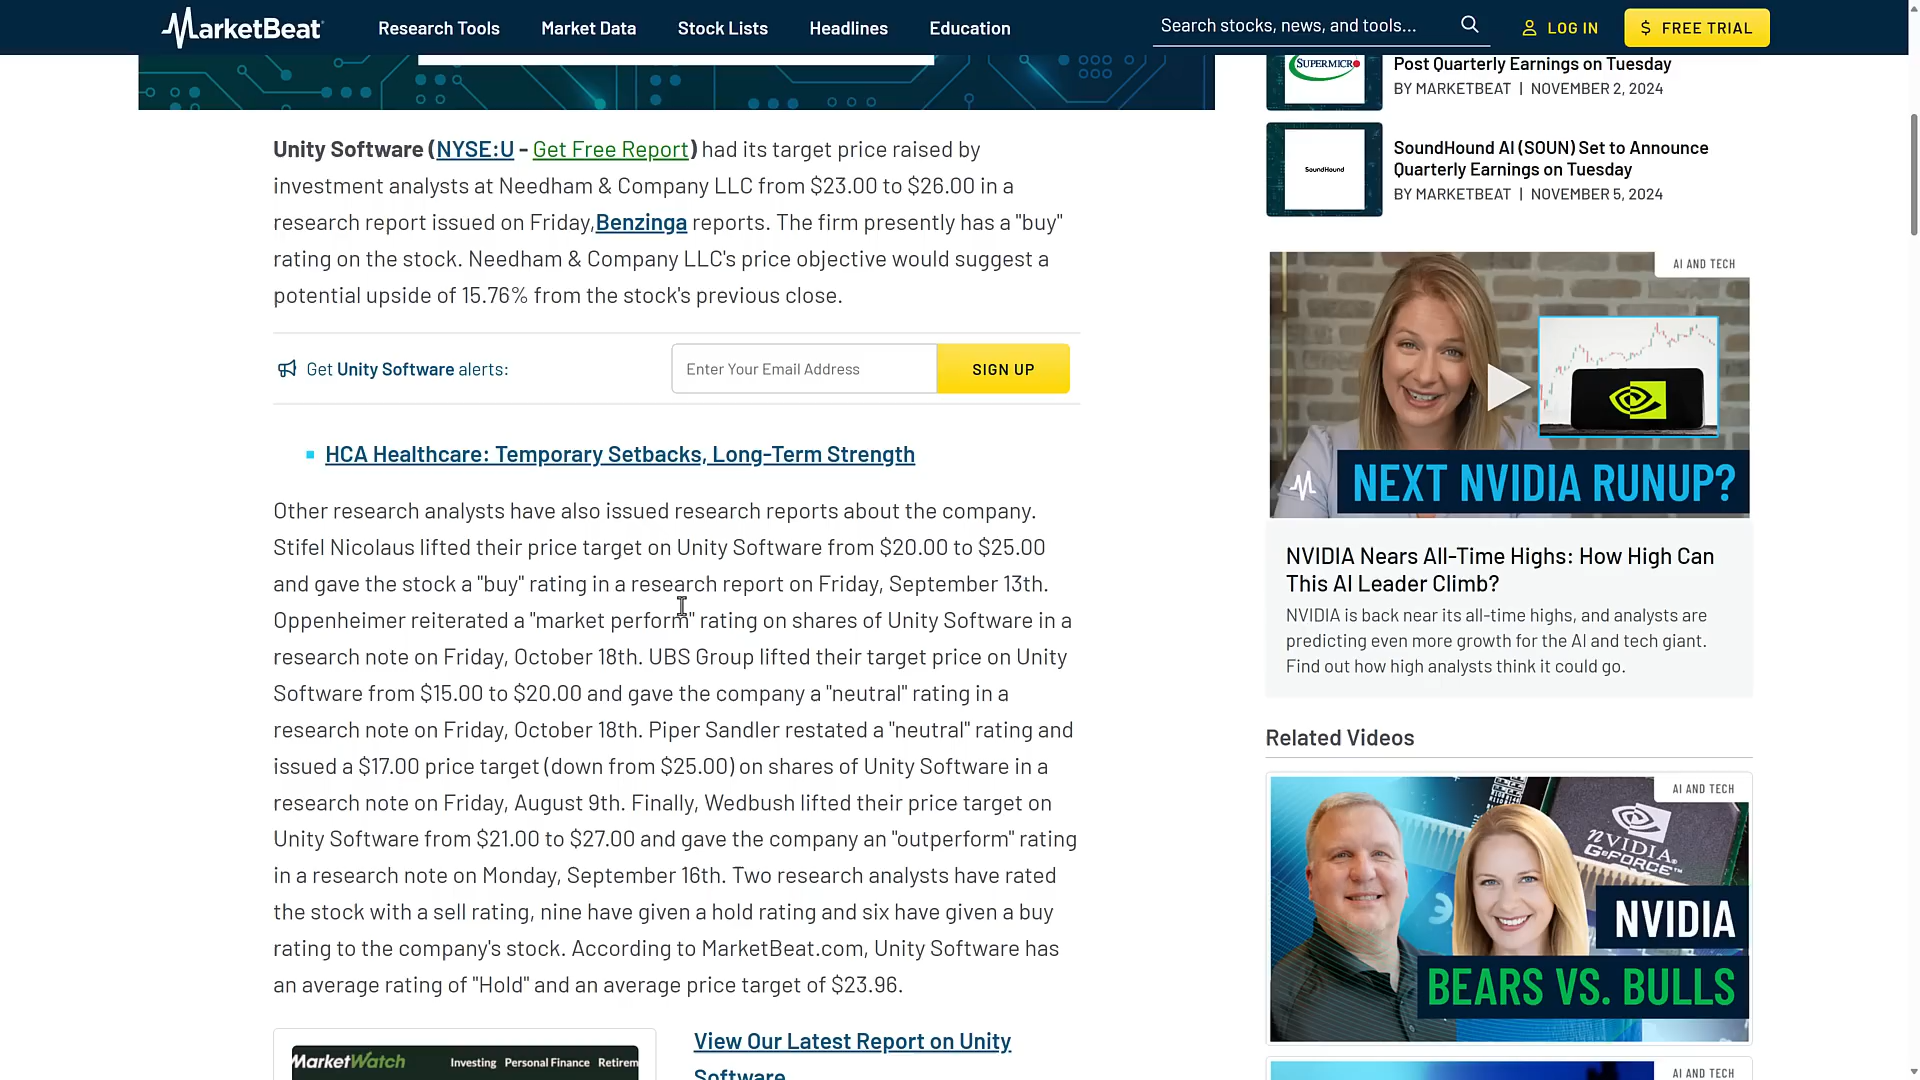 MarketBeat
Research Tools
Market Data
Stock Lists
Headlines
Education
Search stocks, news, and tools...
LOG IN
$ FREE TRIAL
Unity Software (NYSE:U - Get Free Report) had its target price raised by
investment analysts at Needham & Company LLC from $23.00 to $26.00 in a
research report issued on Friday,Benzinga reports. The firm presently has a "buy"
rating on the stock. Needham & Company LLC's price objective would suggest a
potential upside of 15.76% from the stock's previous close.
Get Unity Software alerts:
Enter Your Email Address
SIGN UP
HCA Healthcare: Temporary Setbacks, Long-Term Strength
Other research analysts have also issued research reports about the company.
Stifel Nicolaus lifted their price target on Unity Software from $20.00 to $25.00
and gave the stock a "buy" rating in a research report on Friday, September 13th.
Oppenheimer reiterated a "market perform" rating on shares of Unity Software in a
research note on Friday, October 18th. UBS Group lifted their target price on Unity
Software from $15.00 to $20.00 and gave the company a "neutral" rating in a
research note on Friday, October 18th. Piper Sandler restated a "neutral" rating and
issued a $17.00 price target (down from $25.00) on shares of Unity Software in a
research note on Friday, August 9th. Finally, Wedbush lifted their price target on
Unity Software from $21.00 to $27.00 and gave the company an "outperform" rating
in a research note on Monday, September 16th. Two research analysts have rated
the stock with a sell rating, nine have given a hold rating and six have given a buy
rating to the company's stock. According to MarketBeat.com, Unity Software has
an average rating of "Hold" and an average price target of $23.96.
MarketWatch
Investing
Personal Finance
Retirem
View Our Latest Report on Unity
Software
SUPERMICRO
Post Quarterly Earnings on Tuesday
BY MARKETBEAT | NOVEMBER 2, 2024
SoundHound
SoundHound AI (SOUN) Set to Announce
Quarterly Earnings on Tuesday
BY MARKETBEAT | NOVEMBER 5, 2024
AI AND TECH
NEXT NVIDIA RUNUP?
NVIDIA Nears All-Time Highs: How High Can
This AI Leader Climb?
NVIDIA is back near its all-time highs, and analysts are
predicting even more growth for the AI and tech giant.
Find out how high analysts think it could go.
Related Videos
AI AND TECH
NVIDIA
GEFORCE
NVIDIA
BEARS VS. BULLS
AI AND TECH